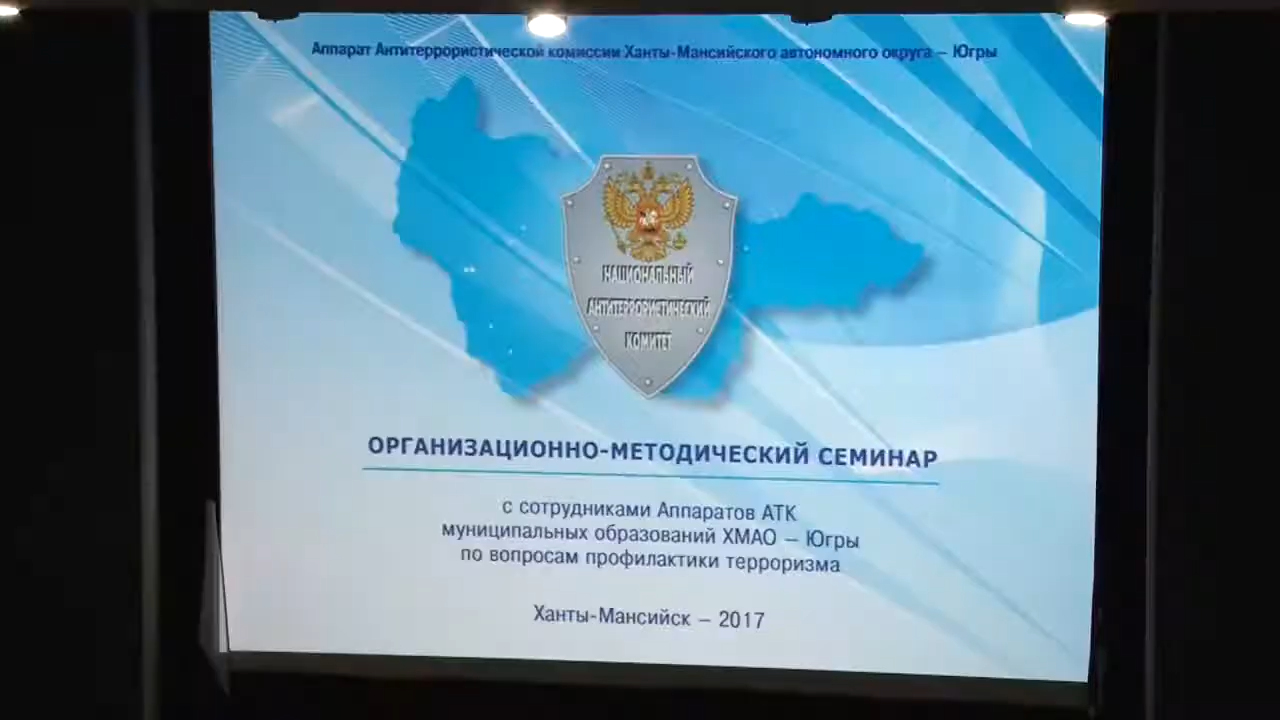 Аппарат Антитеррористической комиссии Ханты-Мансийского автономного округа – Югры
НАЦИОНАЛЬНЫЙ
АНТИТЕРРОРИСТИЧЕСКИЙ
КОМИТЕТ
ОРГАНИЗАЦИОННО-МЕТОДИЧЕСКИЙ СЕМИНАР
с сотрудниками Аппаратов АТК
муниципальных образований ХМАО – Югры
по вопросам профилактики терроризма
Ханты-Мансийск – 2017